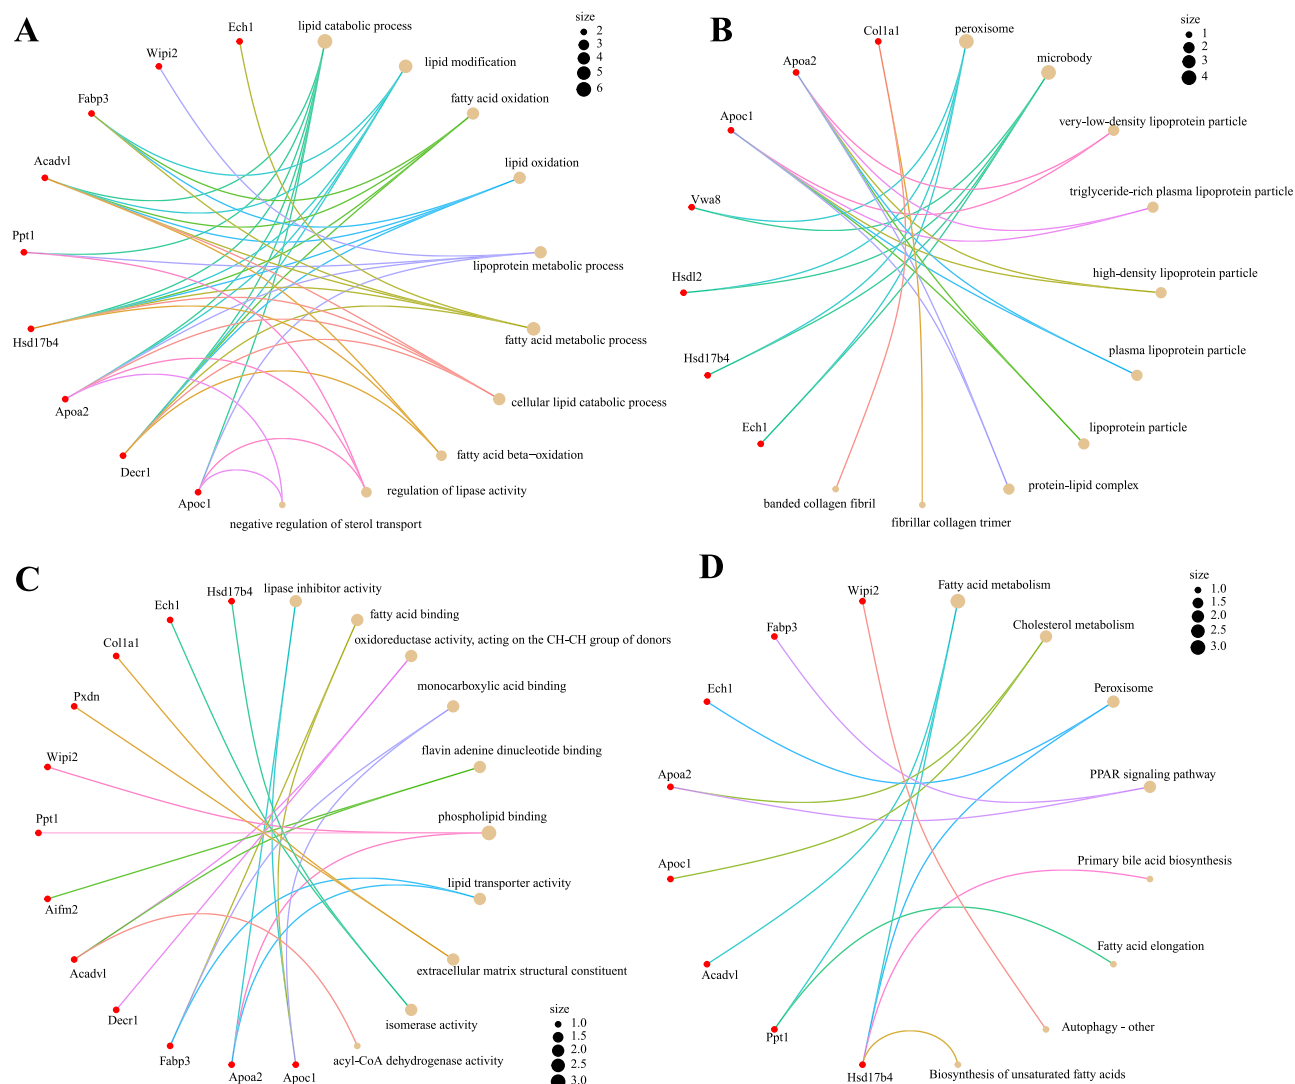 A
Ech1
lipid catabolic process
size
2
3
4
5
6
Wipi2
lipid modification
Fabp3
fatty acid oxidation
Acadvl
lipid oxidation
Ppt1
lipoprotein metabolic process
Hsd17b4
fatty acid metabolic process
Apoa2
cellular lipid catabolic process
Decr1
fatty acid beta−oxidation
Apoc1
regulation of lipase activity
negative regulation of sterol transport
B
Col1a1
peroxisome
size
1
2
3
4
Apoa2
microbody
Apoc1
very-low-density lipoprotein particle
Vwa8
triglyceride-rich plasma lipoprotein particle
Hsdl2
high-density lipoprotein particle
Hsd17b4
plasma lipoprotein particle
Ech1
lipoprotein particle
banded collagen fibril
protein-lipid complex
fibrillar collagen trimer
C
Hsd17b4
lipase inhibitor activity
Ech1
fatty acid binding
Col1a1
oxidoreductase activity, acting on the CH-CH group of donors
Pxdn
monocarboxylic acid binding
Wipi2
flavin adenine dinucleotide binding
Ppt1
phospholipid binding
Aifm2
lipid transporter activity
Acadvl
extracellular matrix structural constituent
Decr1
isomerase activity
Fabp3
acyl-CoA dehydrogenase activity
Apoa2
Apoc1
size
1.0
1.5
2.0
2.5
3.0
D
Wipi2
Fatty acid metabolism
size
1.0
1.5
2.0
2.5
3.0
Fabp3
Cholesterol metabolism
Ech1
Peroxisome
Apoa2
PPAR signaling pathway
Apoc1
Primary bile acid biosynthesis
Acadvl
Fatty acid elongation
Ppt1
Autophagy - other
Hsd17b4
Biosynthesis of unsaturated fatty acids